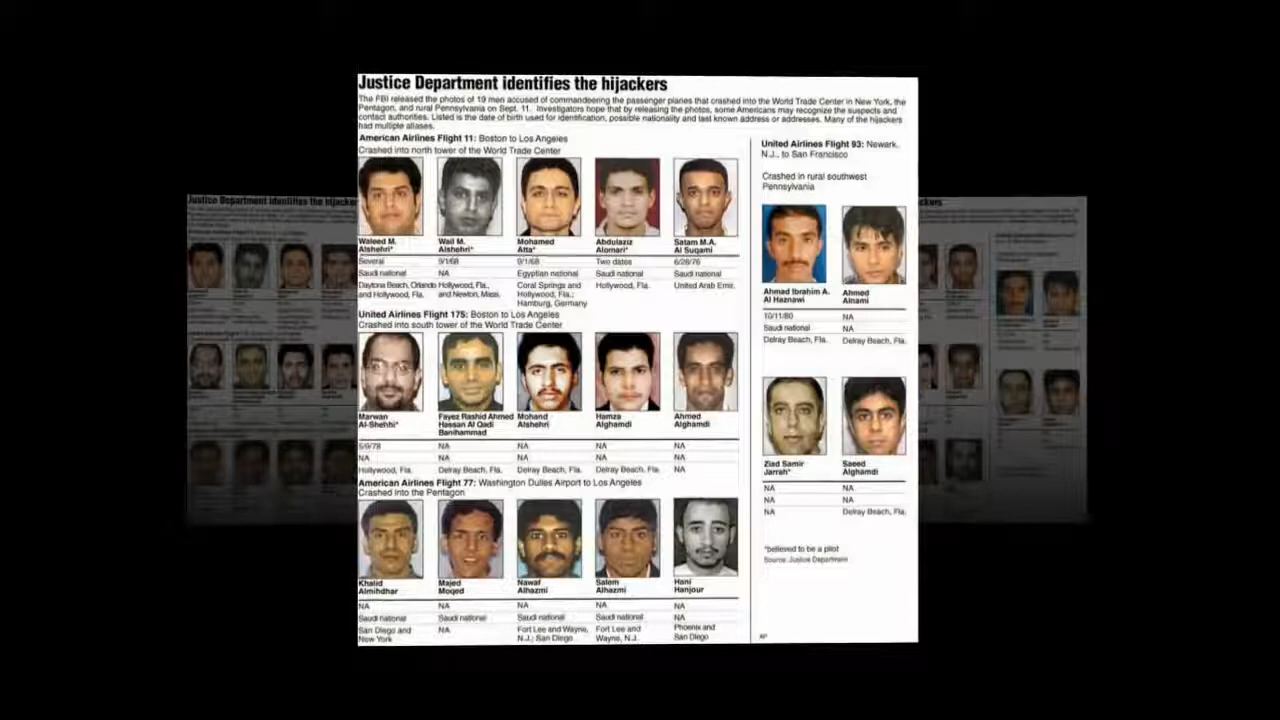 Justice Department identifies the hijackers
The FBI released the photos of 19 men accused of commandeering the passenger planes that crashed into the World Trade Center in New York, the
Pentagon, and rural Pennsylvania on Sept. 11. Investigators hope that by releasing the photos, some Americans may recognize the suspects and
contact authorities. Listed is the date of birth used for identification, possible nationality and last known address or addresses. Many of the hijackers
had multiple aliases.
American Airlines Flight 11: Boston to Los Angeles
Crashed into north tower of the World Trade Center
Waleed M. Wail M. Mohamed Abdulaziz Satam M.A.
Alshehri* Alshehri* Atta* Alomari* Al Suqami
Several 9/1/68 9/1/68 Two dates 6/28/76
Saudi national NA Egyptian national Saudi national Saudi national
Daytona Beach, Orlando Hollywood, Fla., Coral Springs and Hollywood, Fla. United Arab Emir.
and Hollywood, Fla. and Newton, Mass. Hollywood, Fla.;
Hamburg, Germany
United Airlines Flight 175: Boston to Los Angeles
Crashed into south tower of the World Trade Center
Marwan Fayez Rashid Ahmed Mohand Hamza Ahmed
Al-Shehhi* Hassan Al Qadi Alshehri Alghamdi Alghamdi
Banihammad
5/9/78 NA NA NA NA
NA NA NA NA NA
Hollywood, Fla. Delray Beach, Fla. Delray Beach, Fla. Delray Beach, Fla. NA
American Airlines Flight 77: Washington Dulles Airport to Los Angeles
Crashed into the Pentagon
Khalid Majed Nawaf Salem Hani
Almihdhar Moqed Alhazmi Alhazmi Hanjour
NA NA NA NA NA
Saudi national Saudi national Saudi national Saudi national NA
San Diego and NA Fort Lee and Wayne, Fort Lee and Phoenix and
New York N.J.; San Diego Wayne, N.J. San Diego
United Airlines Flight 93: Newark,
N.J., to San Francisco
Crashed in rural southwest
Pennsylvania
Ahmad Ibrahim A. Ahmed
Al Haznawi Alnami
10/11/80 NA
Saudi national NA
Delray Beach, Fla. Delray Beach, Fla.
Ziad Samir Saeed
Jarrah* Alghamdi
NA NA
NA NA
NA Delray Beach, Fla.
*believed to be a pilot
Source: Justice Department
AP
Justice Department identifies the hijacke
ckers